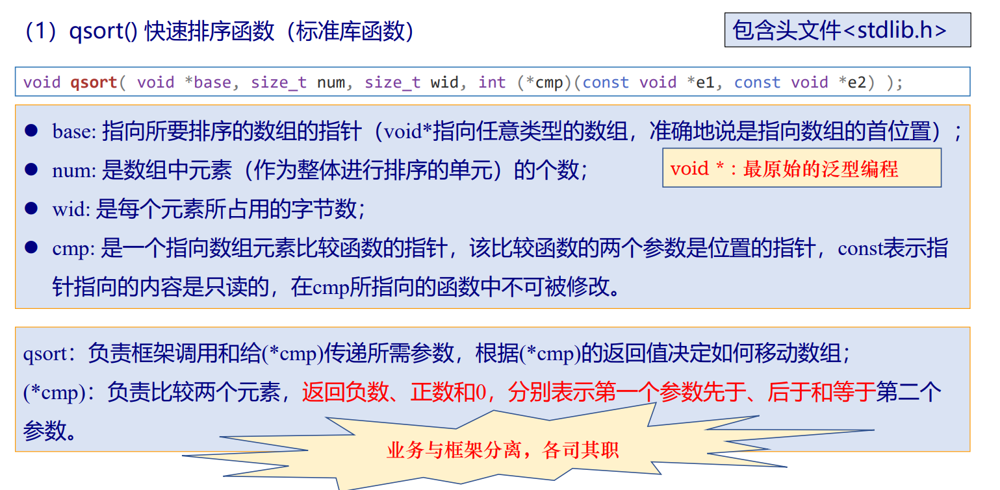 （1）qsort() 快速排序函数（标准库函数）
包含头文件<stdlib.h>
void qsort( void *base, size_t num, size_t wid, int (*cmp)(const void *e1, const void *e2) );
● base: 指向所要排序的数组的指针（void*指向任意类型的数组，准确地说是指向数组的首位置）；
● num: 是数组中元素（作为整体进行排序的单元）的个数；
void * : 最原始的泛型编程
● wid: 是每个元素所占用的字节数；
● cmp: 是一个指向数组元素比较函数的指针，该比较函数的两个参数是位置的指针，const表示指
针指向的内容是只读的，在cmp所指向的函数中不可被修改。
qsort：负责框架调用和给(*cmp)传递所需参数，根据(*cmp)的返回值决定如何移动数组；
(*cmp)：负责比较两个元素，返回负数、正数和0，分别表示第一个参数先于、后于和等于第二个
参数。
业务与框架分离，各司其职